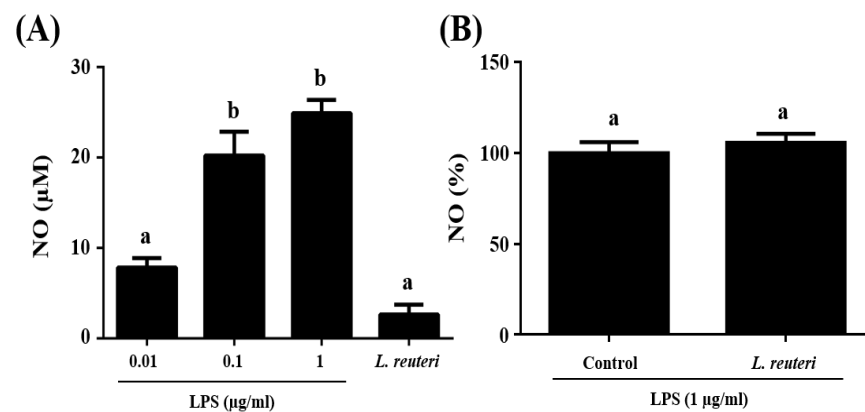 (A)
NO (µM)
30
20
10
0
a
b
b
a
0.01
0.1
1
L. reuteri
LPS (µg/ml)
(B)
NO (%)
150
100
50
0
a
a
Control
L. reuteri
LPS (1 µg/ml)